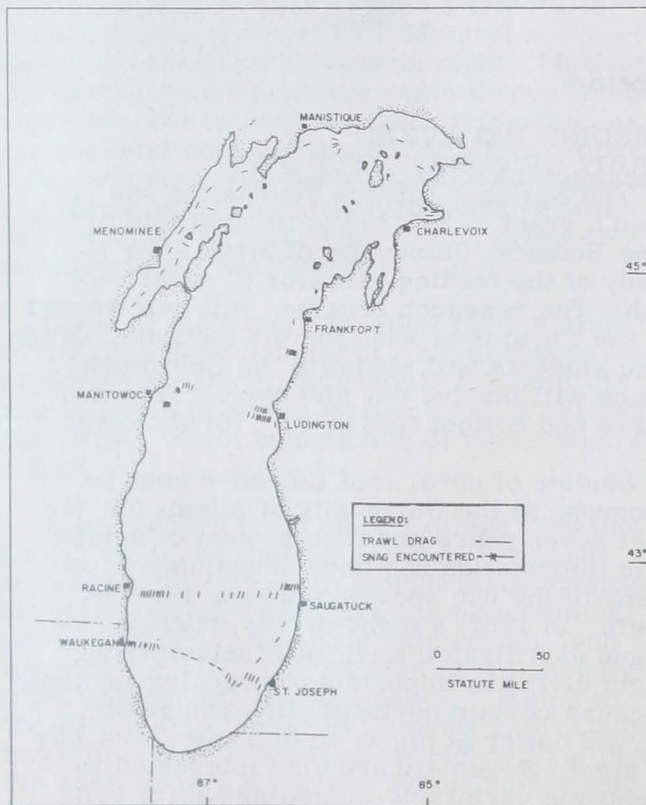 MANISTIQUE
MENOMINEE
CHARLEVOIX
45°
FRANKFORT
MANITOWOC
LUDINGTON
LEGEND:
TRAWL DRAG
SNAG ENCOUNTERED
43°
RACINE
SAUGATUCK
WAUKEGAN
0 50
STATUTE MILE
ST. JOSEPH
87° 85°